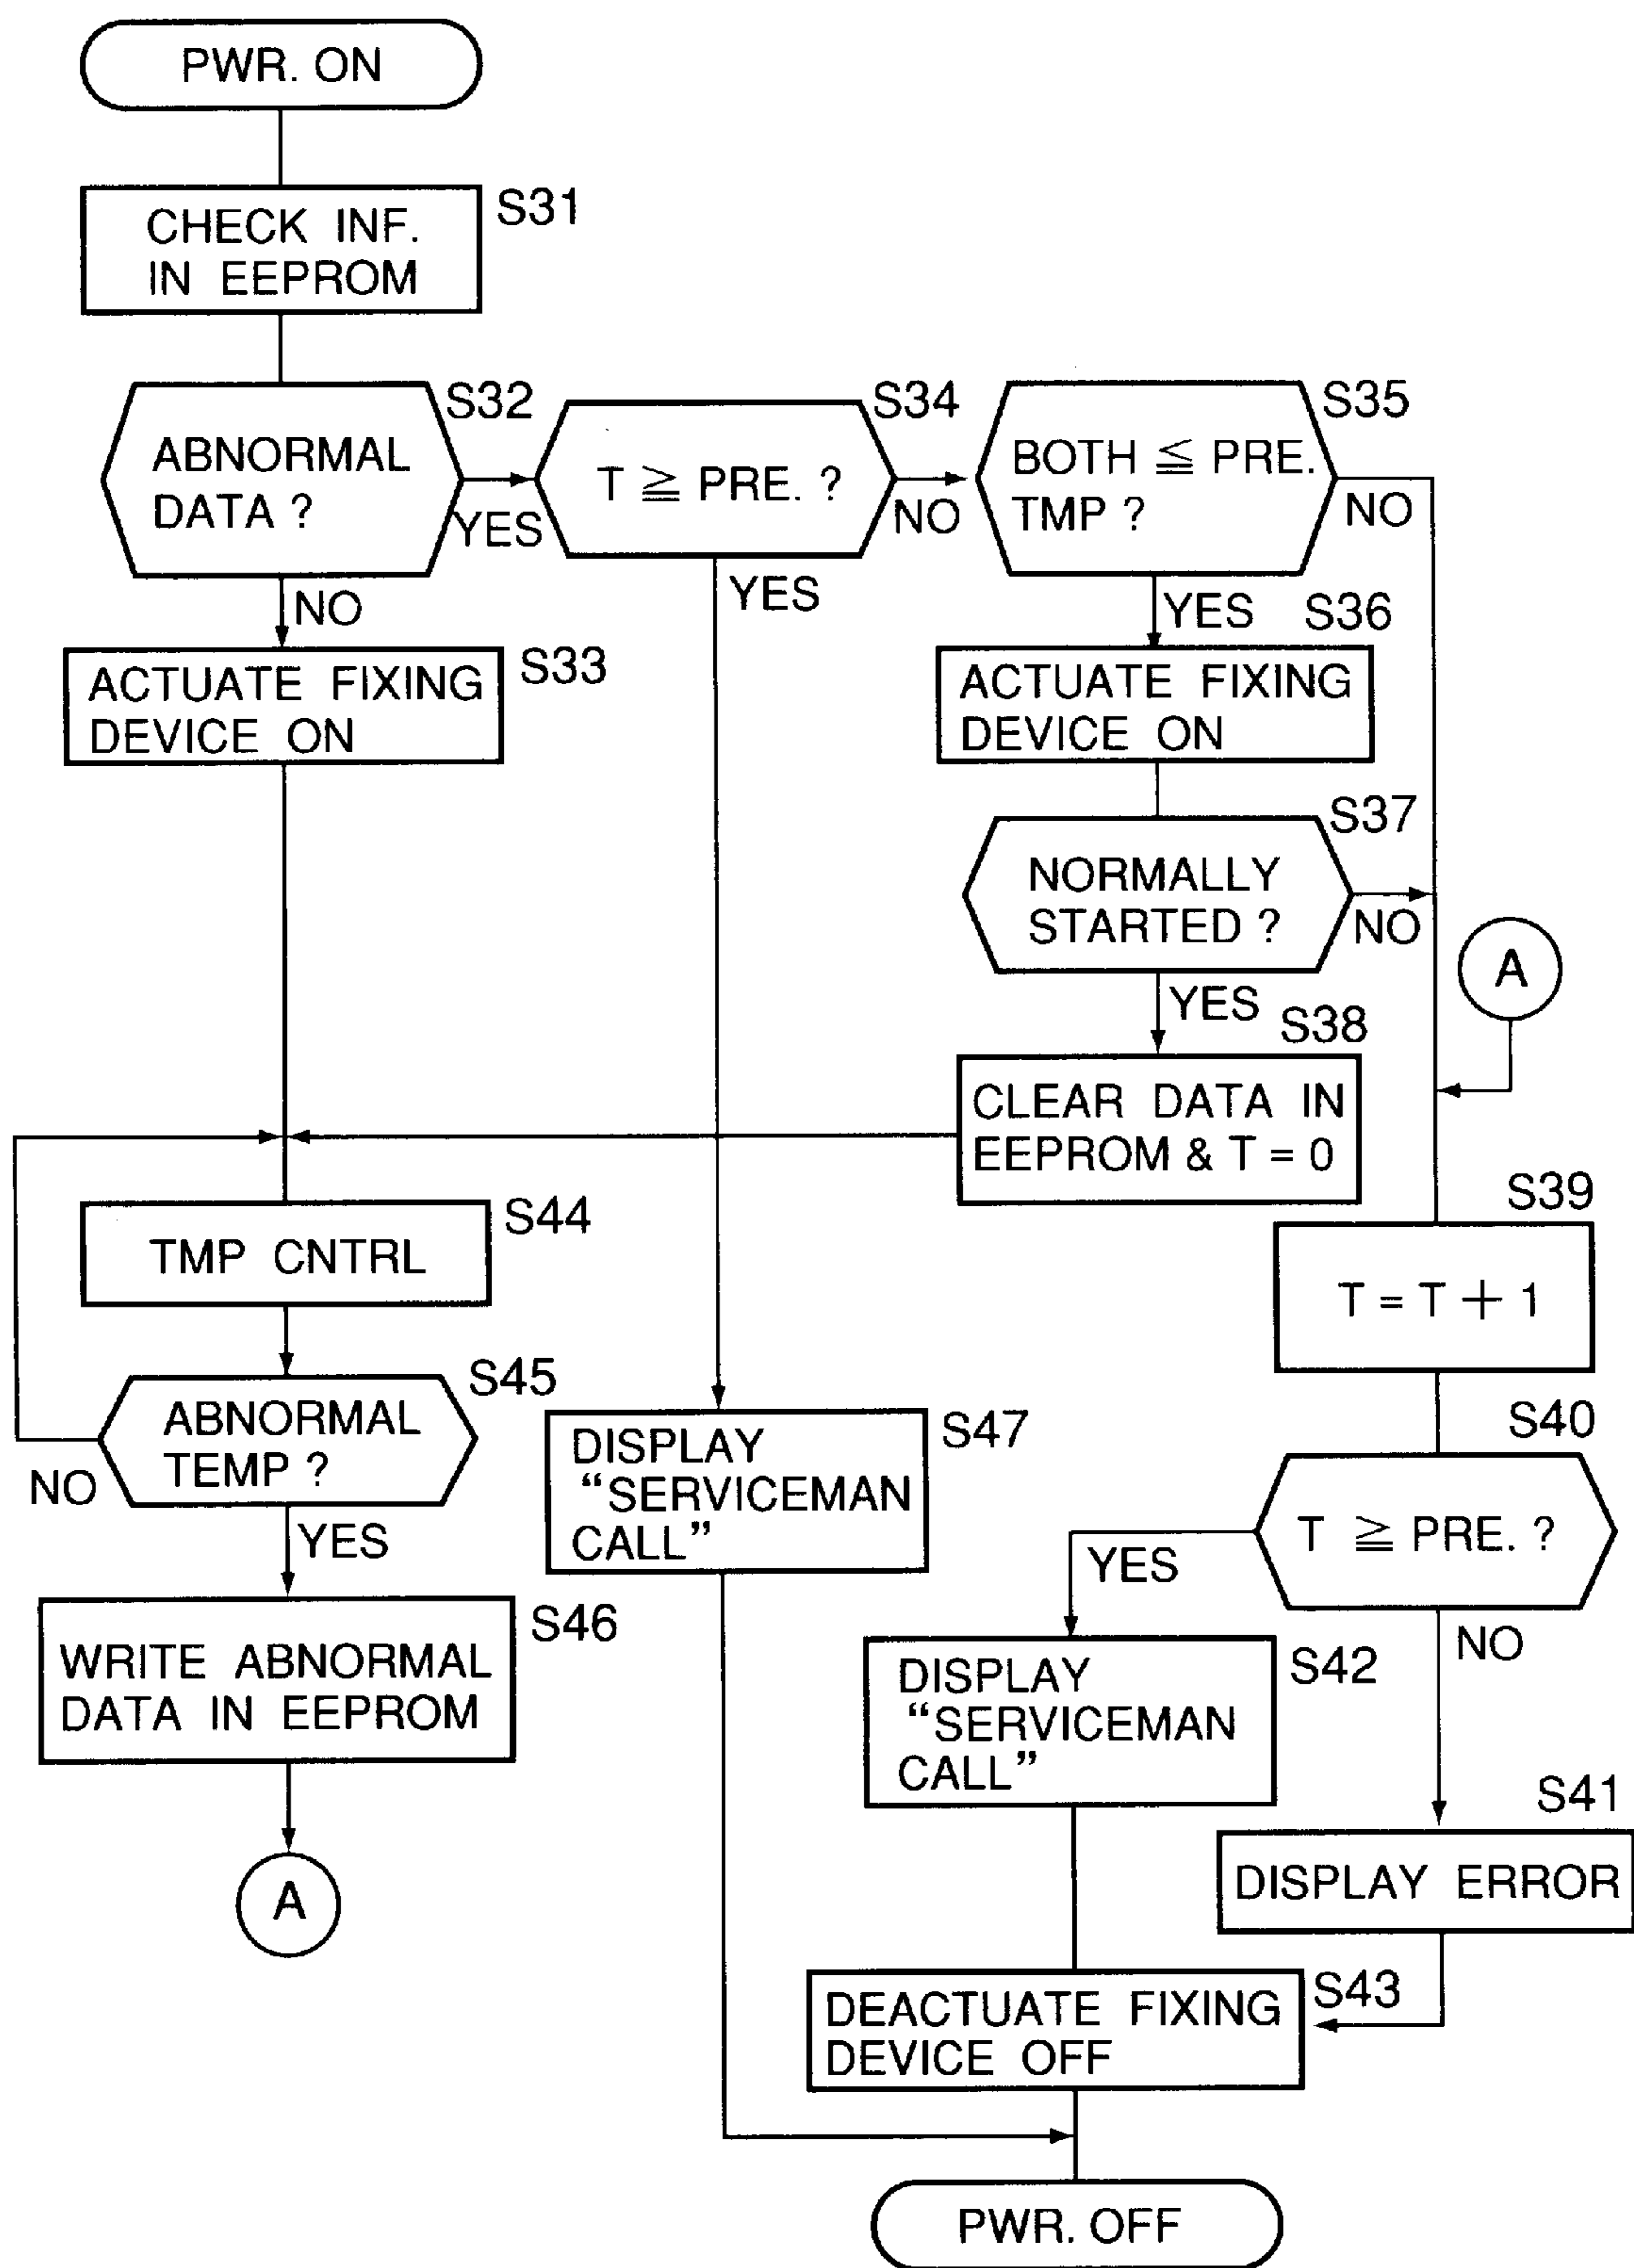 PWR. ON
S31
CHECK INF.
IN EEPROM
S32
ABNORMAL
DATA ?
YES
NO
S34
T ≧ PRE. ?
NO
YES
S35
BOTH ≦ PRE.
TMP ?
NO
YES
S33
ACTUATE FIXING
DEVICE ON
S36
ACTUATE FIXING
DEVICE ON
S37
NORMALLY
STARTED ?
NO
YES
A
S38
CLEAR DATA IN
EEPROM & T = 0
S44
TMP CNTRL
S39
T = T + 1
S45
ABNORMAL
TEMP ?
NO
YES
S47
DISPLAY
“SERVICEMAN
CALL”
S40
T ≧ PRE. ?
YES
NO
S46
WRITE ABNORMAL
DATA IN EEPROM
S42
DISPLAY
“SERVICEMAN
CALL”
S41
DISPLAY ERROR
A
S43
DEACTUATE FIXING
DEVICE OFF
PWR. OFF